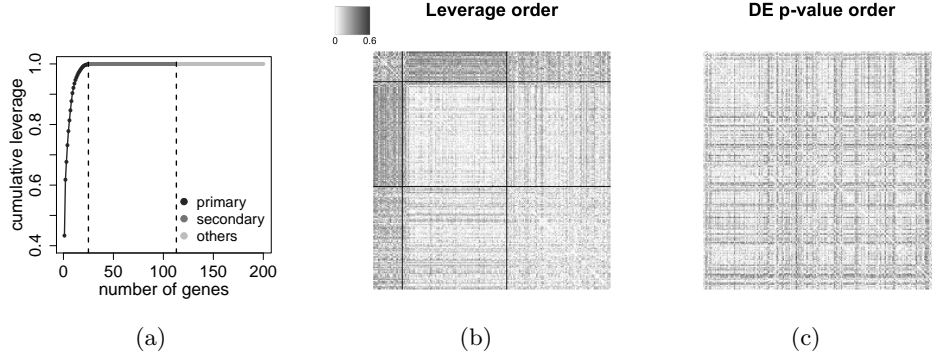 Leverage order
DE p-value order
0 0.6
cumulative leverage
1.0
0.8
0.6
0.4
primary
secondary
others
0 50 100 150 200
number of genes
(a)
(b)
(c)